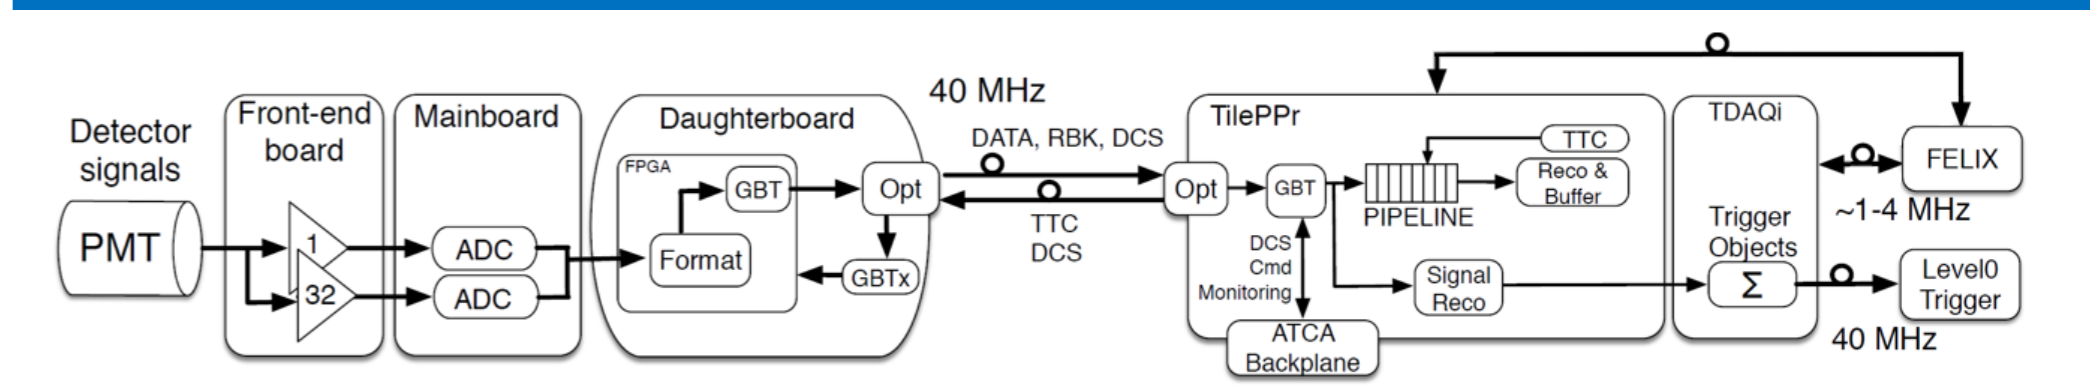 Detector
signals
PMT
Front-end
board
1
32
Mainboard
ADC
ADC
Daughterboard
FPGA
GBT
Format
Opt
GBTx
40 MHz
DATA, RBK, DCS
TTC
DCS
TilePPr
Opt
GBT
DCS
Cmd
Monitoring
ATCA
Backplane
TTC
PIPELINE
Reco &
Buffer
Signal
Reco
TDAQi
Trigger
Objects
Σ
FELIX
~1-4 MHz
Level0
Trigger
40 MHz